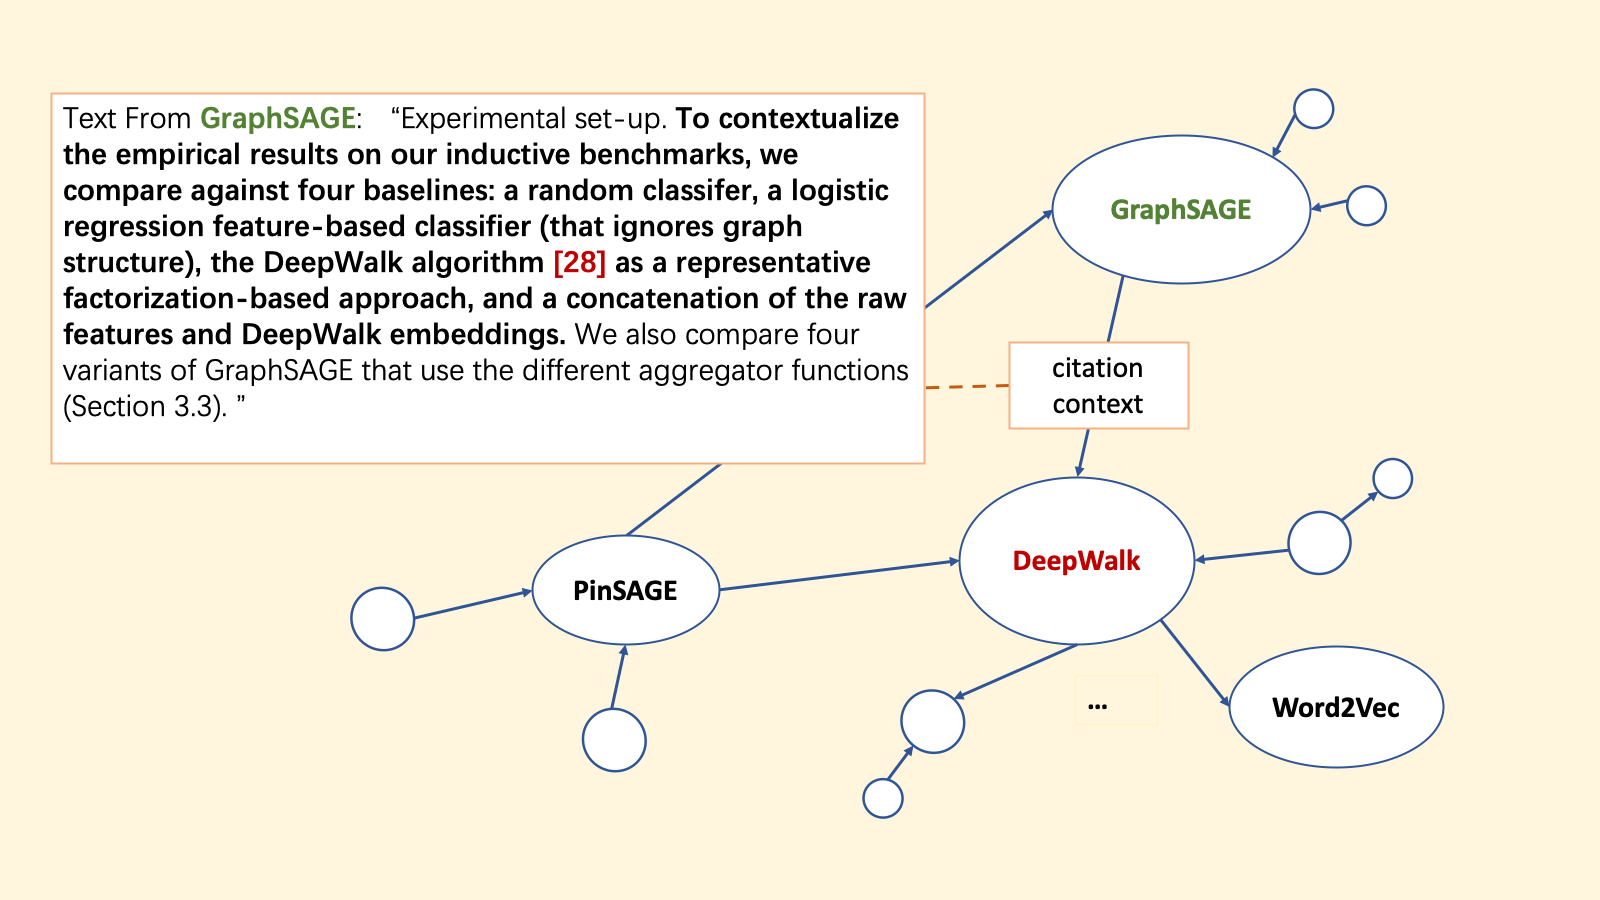 Text From GraphSAGE: “Experimental set-up. To contextualize
the empirical results on our inductive benchmarks, we
compare against four baselines: a random classifer, a logistic
regression feature-based classifier (that ignores graph
structure), the DeepWalk algorithm [28] as a representative
factorization-based approach, and a concatenation of the raw
features and DeepWalk embeddings. We also compare four
variants of GraphSAGE that use the different aggregator functions
(Section 3.3). ”
GraphSAGE
citation
context
DeepWalk
PinSAGE
...
Word2Vec